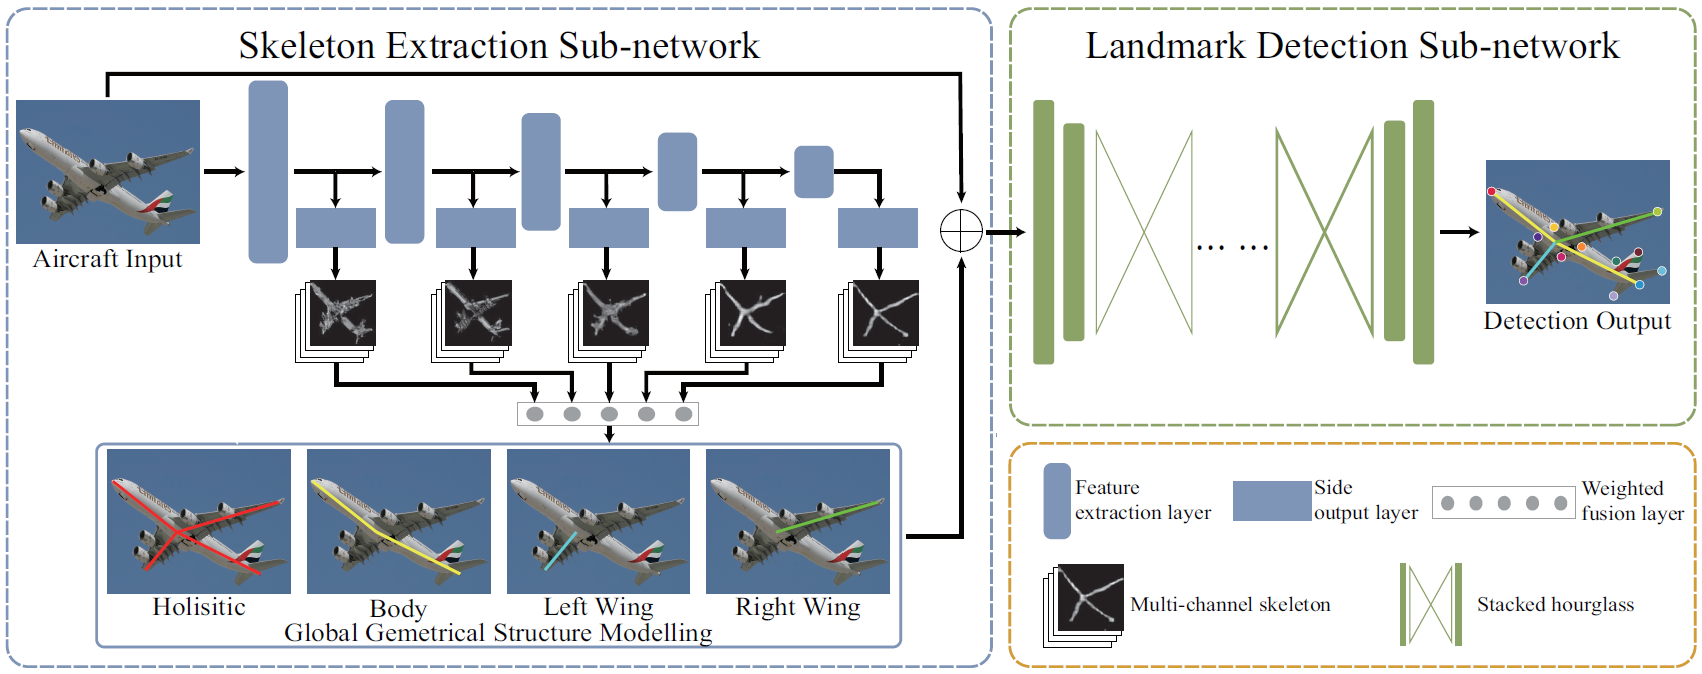 Skeleton Extraction Sub-network
Aircraft Input
Holisitic
Body
Left Wing
Right Wing
Global Gemetrical Structure Modelling
Landmark Detection Sub-network
... ...
Detection Output
Feature
extraction layer
Side
output layer
Weighted
fusion layer
Multi-channel skeleton
Stacked hourglass